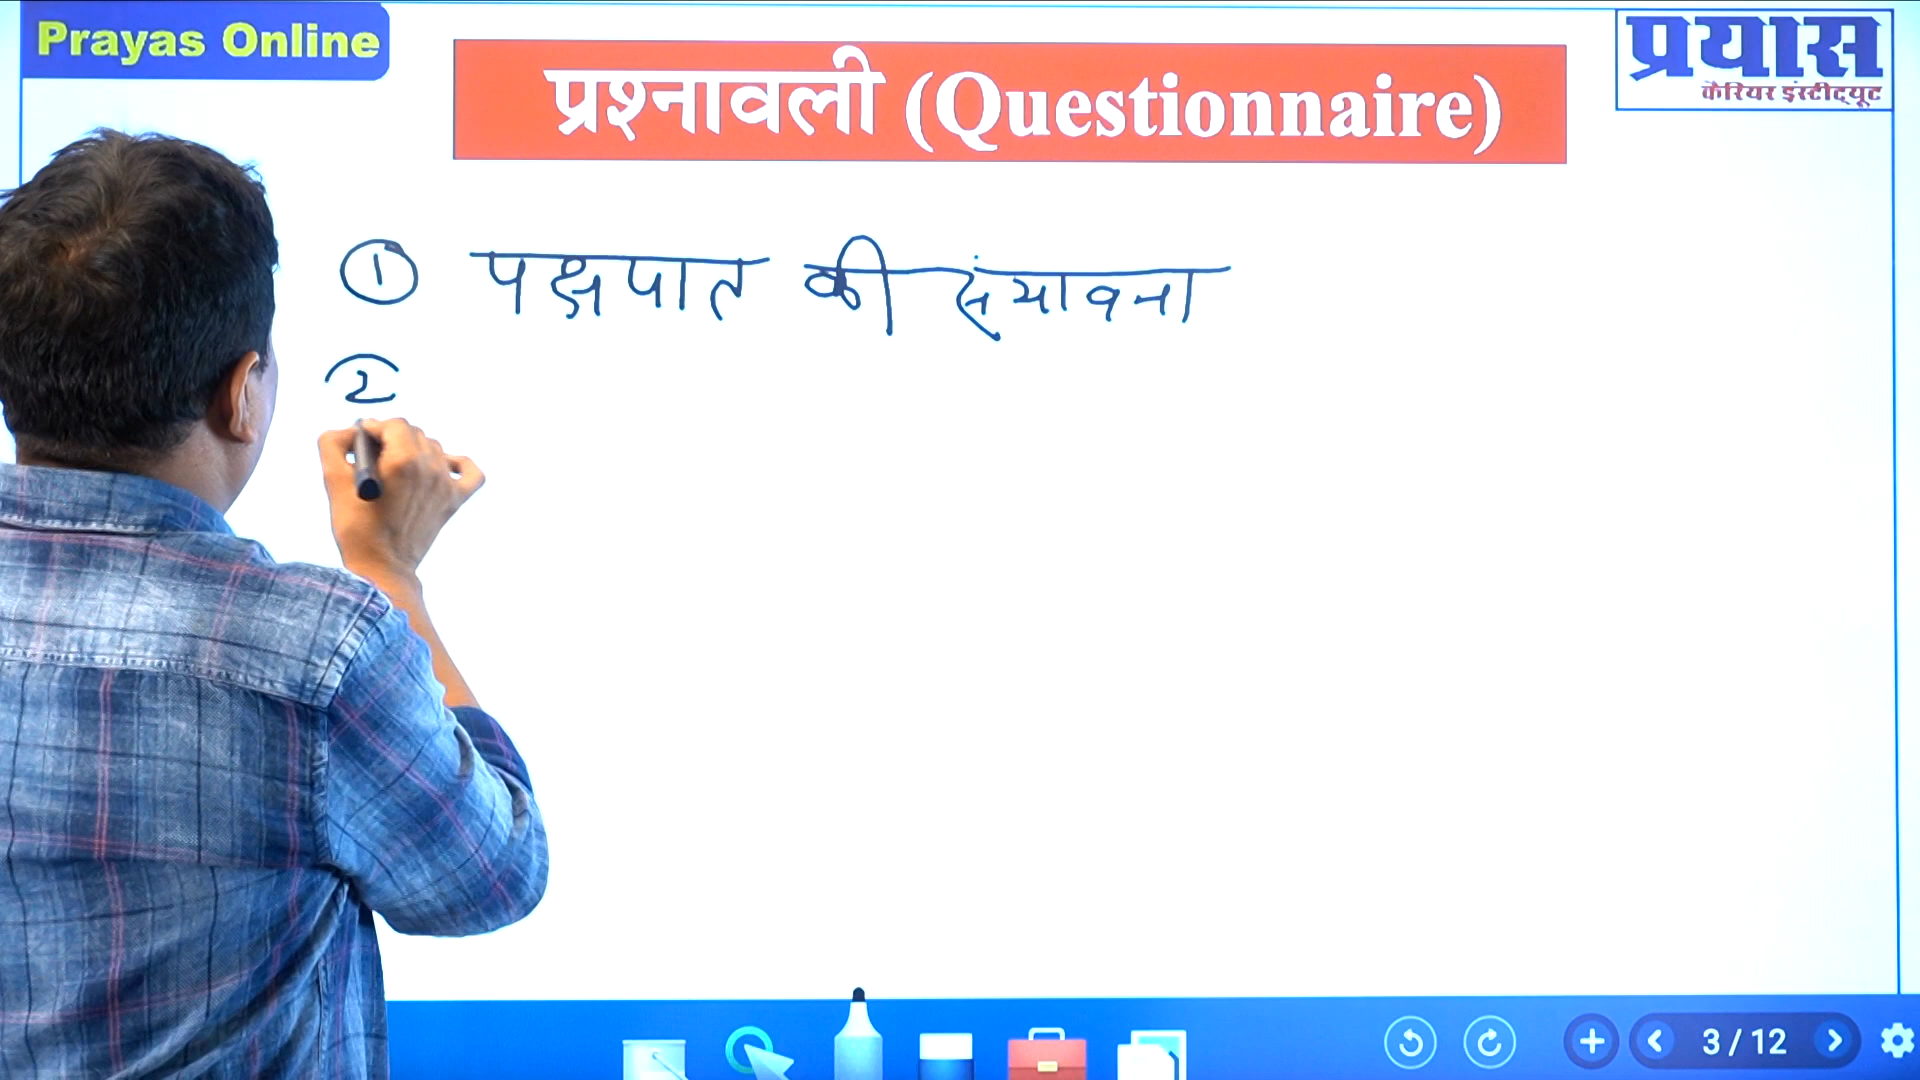 Prayas Online
प्रश्नावली (Questionnaire)
प्रयास
कैरियर इंस्टीट्यूट
1 पक्षपात की संभावना
2
3 / 12